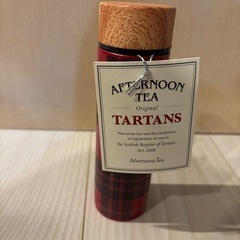 AFTERNOON
TEA
Original
TARTANS
This tartan has met the conditions
of registration set out in
the Scottish Register of Tartans
Act, 2008.
Afternoon Tea